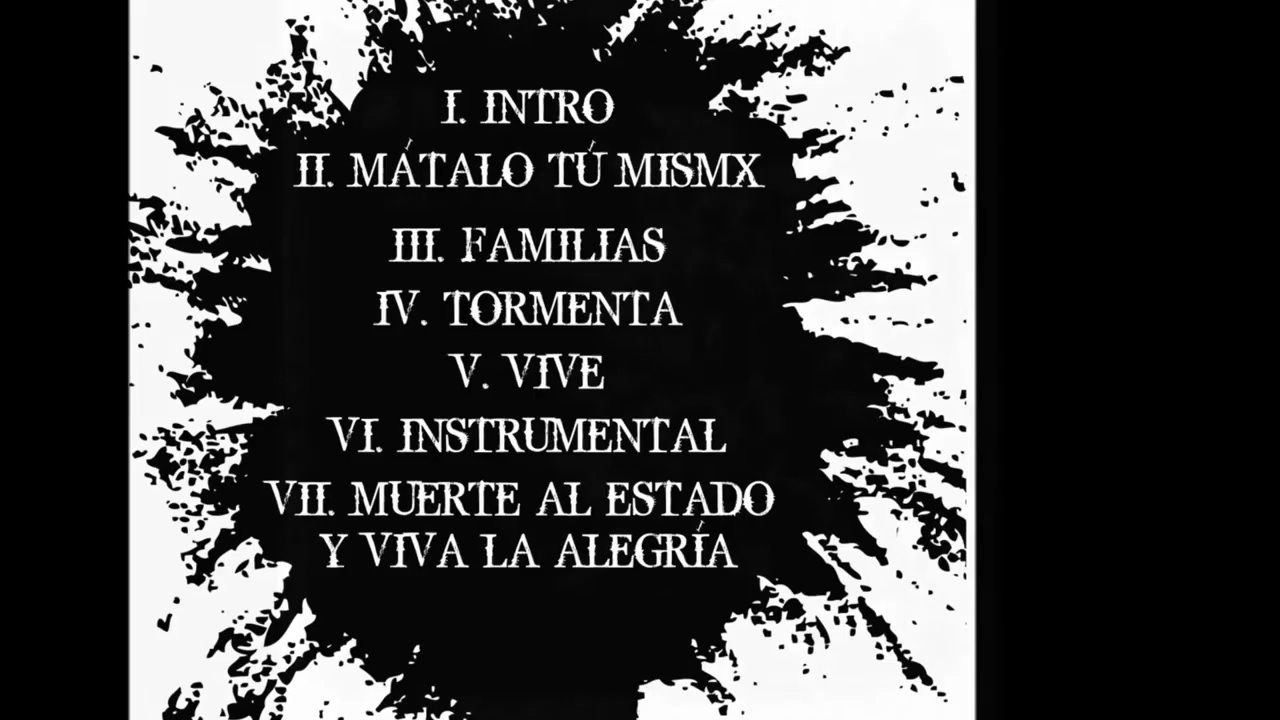 I. INTRO
II. MÁTALO TÚ MISMX
III. FAMILIAS
IV. TORMENTA
V. VIVE
VI. INSTRUMENTAL
VII. MUERTE AL ESTADO
Y VIVA LA ALEGRÍA